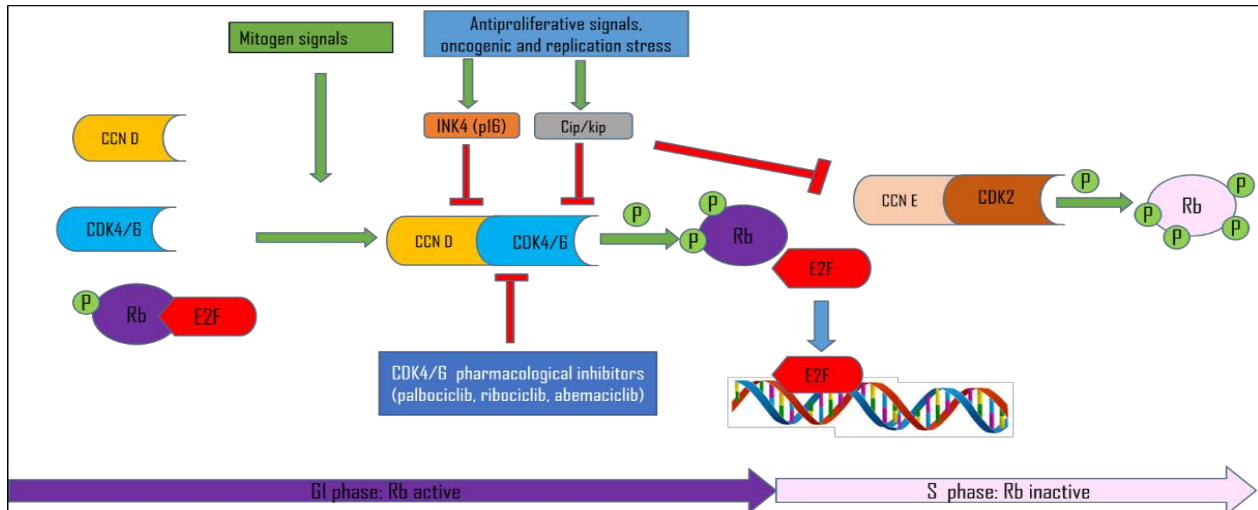 Mitogen signals
Antiproliferative signals,
oncogenic and replication stress
CCN D
INK4 (p16)
Cip/kip
CDK4/6
CCN D
CDK4/6
P
P
P
Rb
E2F
CCN E
CDK2
P
P
P
P
P
Rb
P
Rb
E2F
CDK4/6 pharmacological inhibitors
(palbociclib, ribociclib, abemaciclib)
E2F
G1 phase: Rb active
S phase: Rb inactive